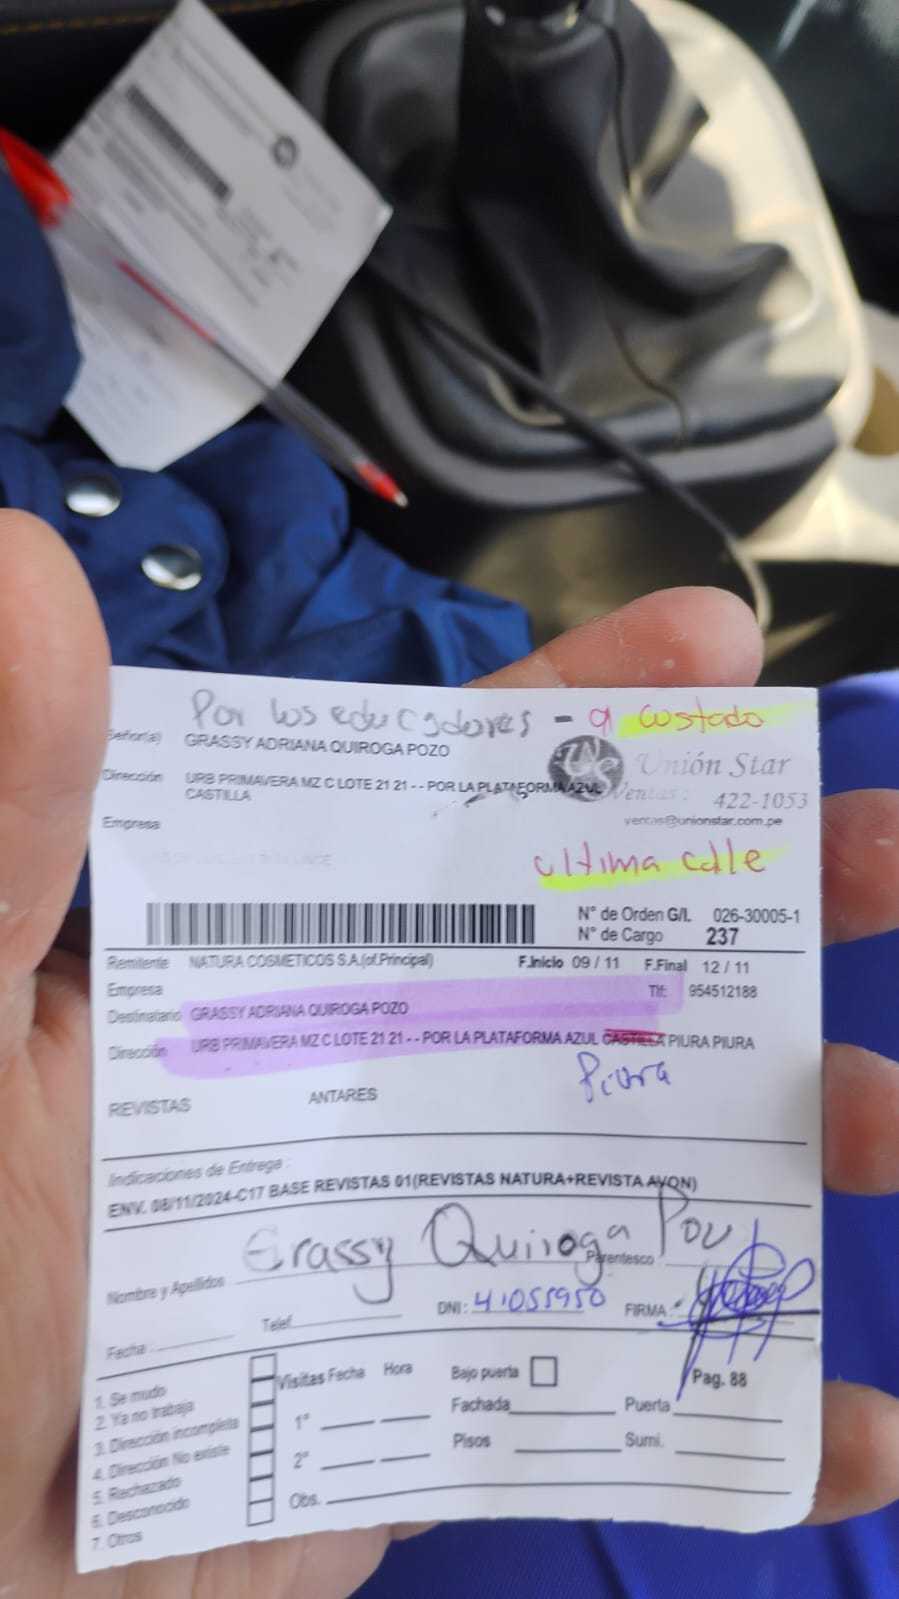 Por los educadores - al costado
Señor(a) GRASSY ADRIANA QUIROGA POZO
Dirección URB PRIMAVERA MZ C LOTE 21 21 - - POR LA PLATAFORMA AZUL
CASTILLA
Unión Star
Ventas: 422-1053
ventas@unionstar.com.pe
Empresa
ultima calle
N° de Orden G/I. 026-30005-1
N° de Cargo 237
Remitente NATURA COSMETICOS S.A.(of.Principal) F.Inicio 09 / 11 F.Final 12 / 11
Empresa Tlf: 954512188
Destinatario GRASSY ADRIANA QUIROGA POZO
Dirección URB PRIMAVERA MZ C LOTE 21 21 - - POR LA PLATAFORMA AZUL CASTILLA PIURA PIURA
Piura
REVISTAS ANTARES
Indicaciones de Entrega :
ENV. 08/11/2024-C17 BASE REVISTAS 01(REVISTAS NATURA+REVISTA AVON)
Grassy Quiroga
Nombre y Apellidos Parentesco
Fecha : Telef. DNI : 41055950 FIRMA :
1. Se mudo
2. Ya no trabaja
3. Dirección incompleta
4. Dirección No existe
5. Rechazado
6. Desconocido
7. Otros
Visitas Fecha Hora
1°
2°
Obs.
Bajo puerta
Pag. 88
Fachada Puerta
Pisos Sumi.